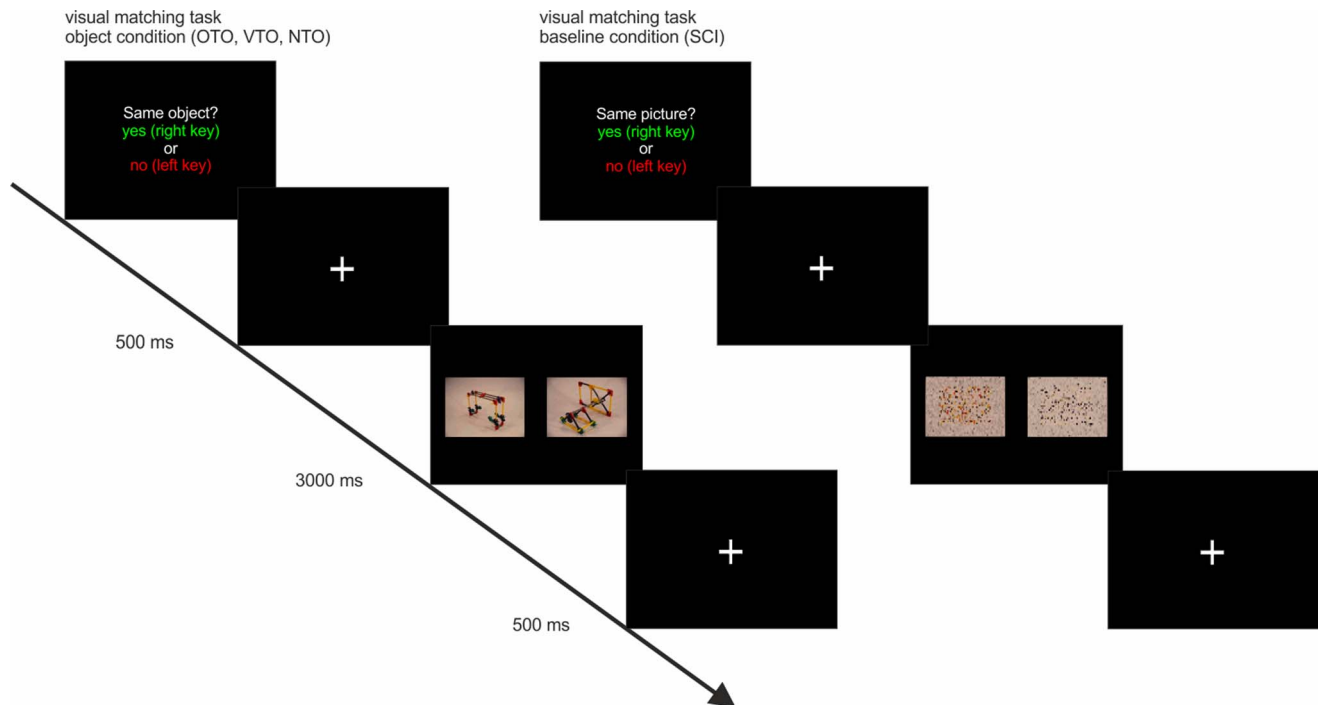 visual matching task
object condition (OTO, VTO, NTO)
Same object?
yes (right key)
or
no (left key)
visual matching task
baseline condition (SCI)
Same picture?
yes (right key)
or
no (left key)
500 ms
3000 ms
500 ms